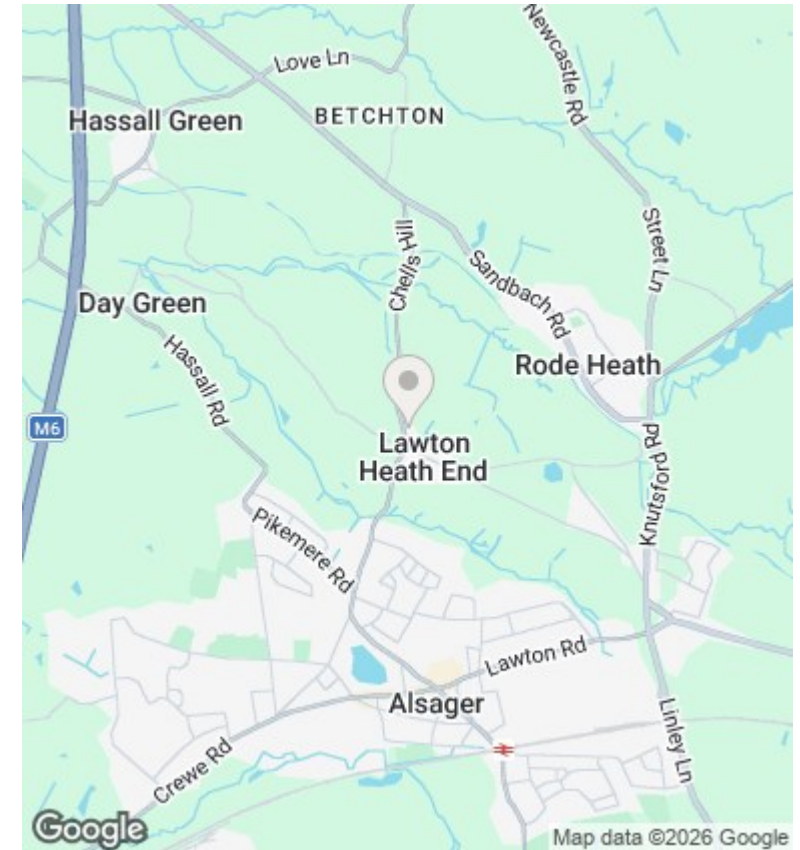 Newcastle Rd
Love Ln
Hassall Green
BETCHTON
Street Ln
Chells Hill
Sandbach Rd
Day Green
Hassall Rd
Rode Heath
M6
Lawton
Heath End
Knutsford Rd
Pikemere Rd
Lawton Rd
Alsager
Linley Ln
Crewe Rd
Google
Map data ©2026 Google